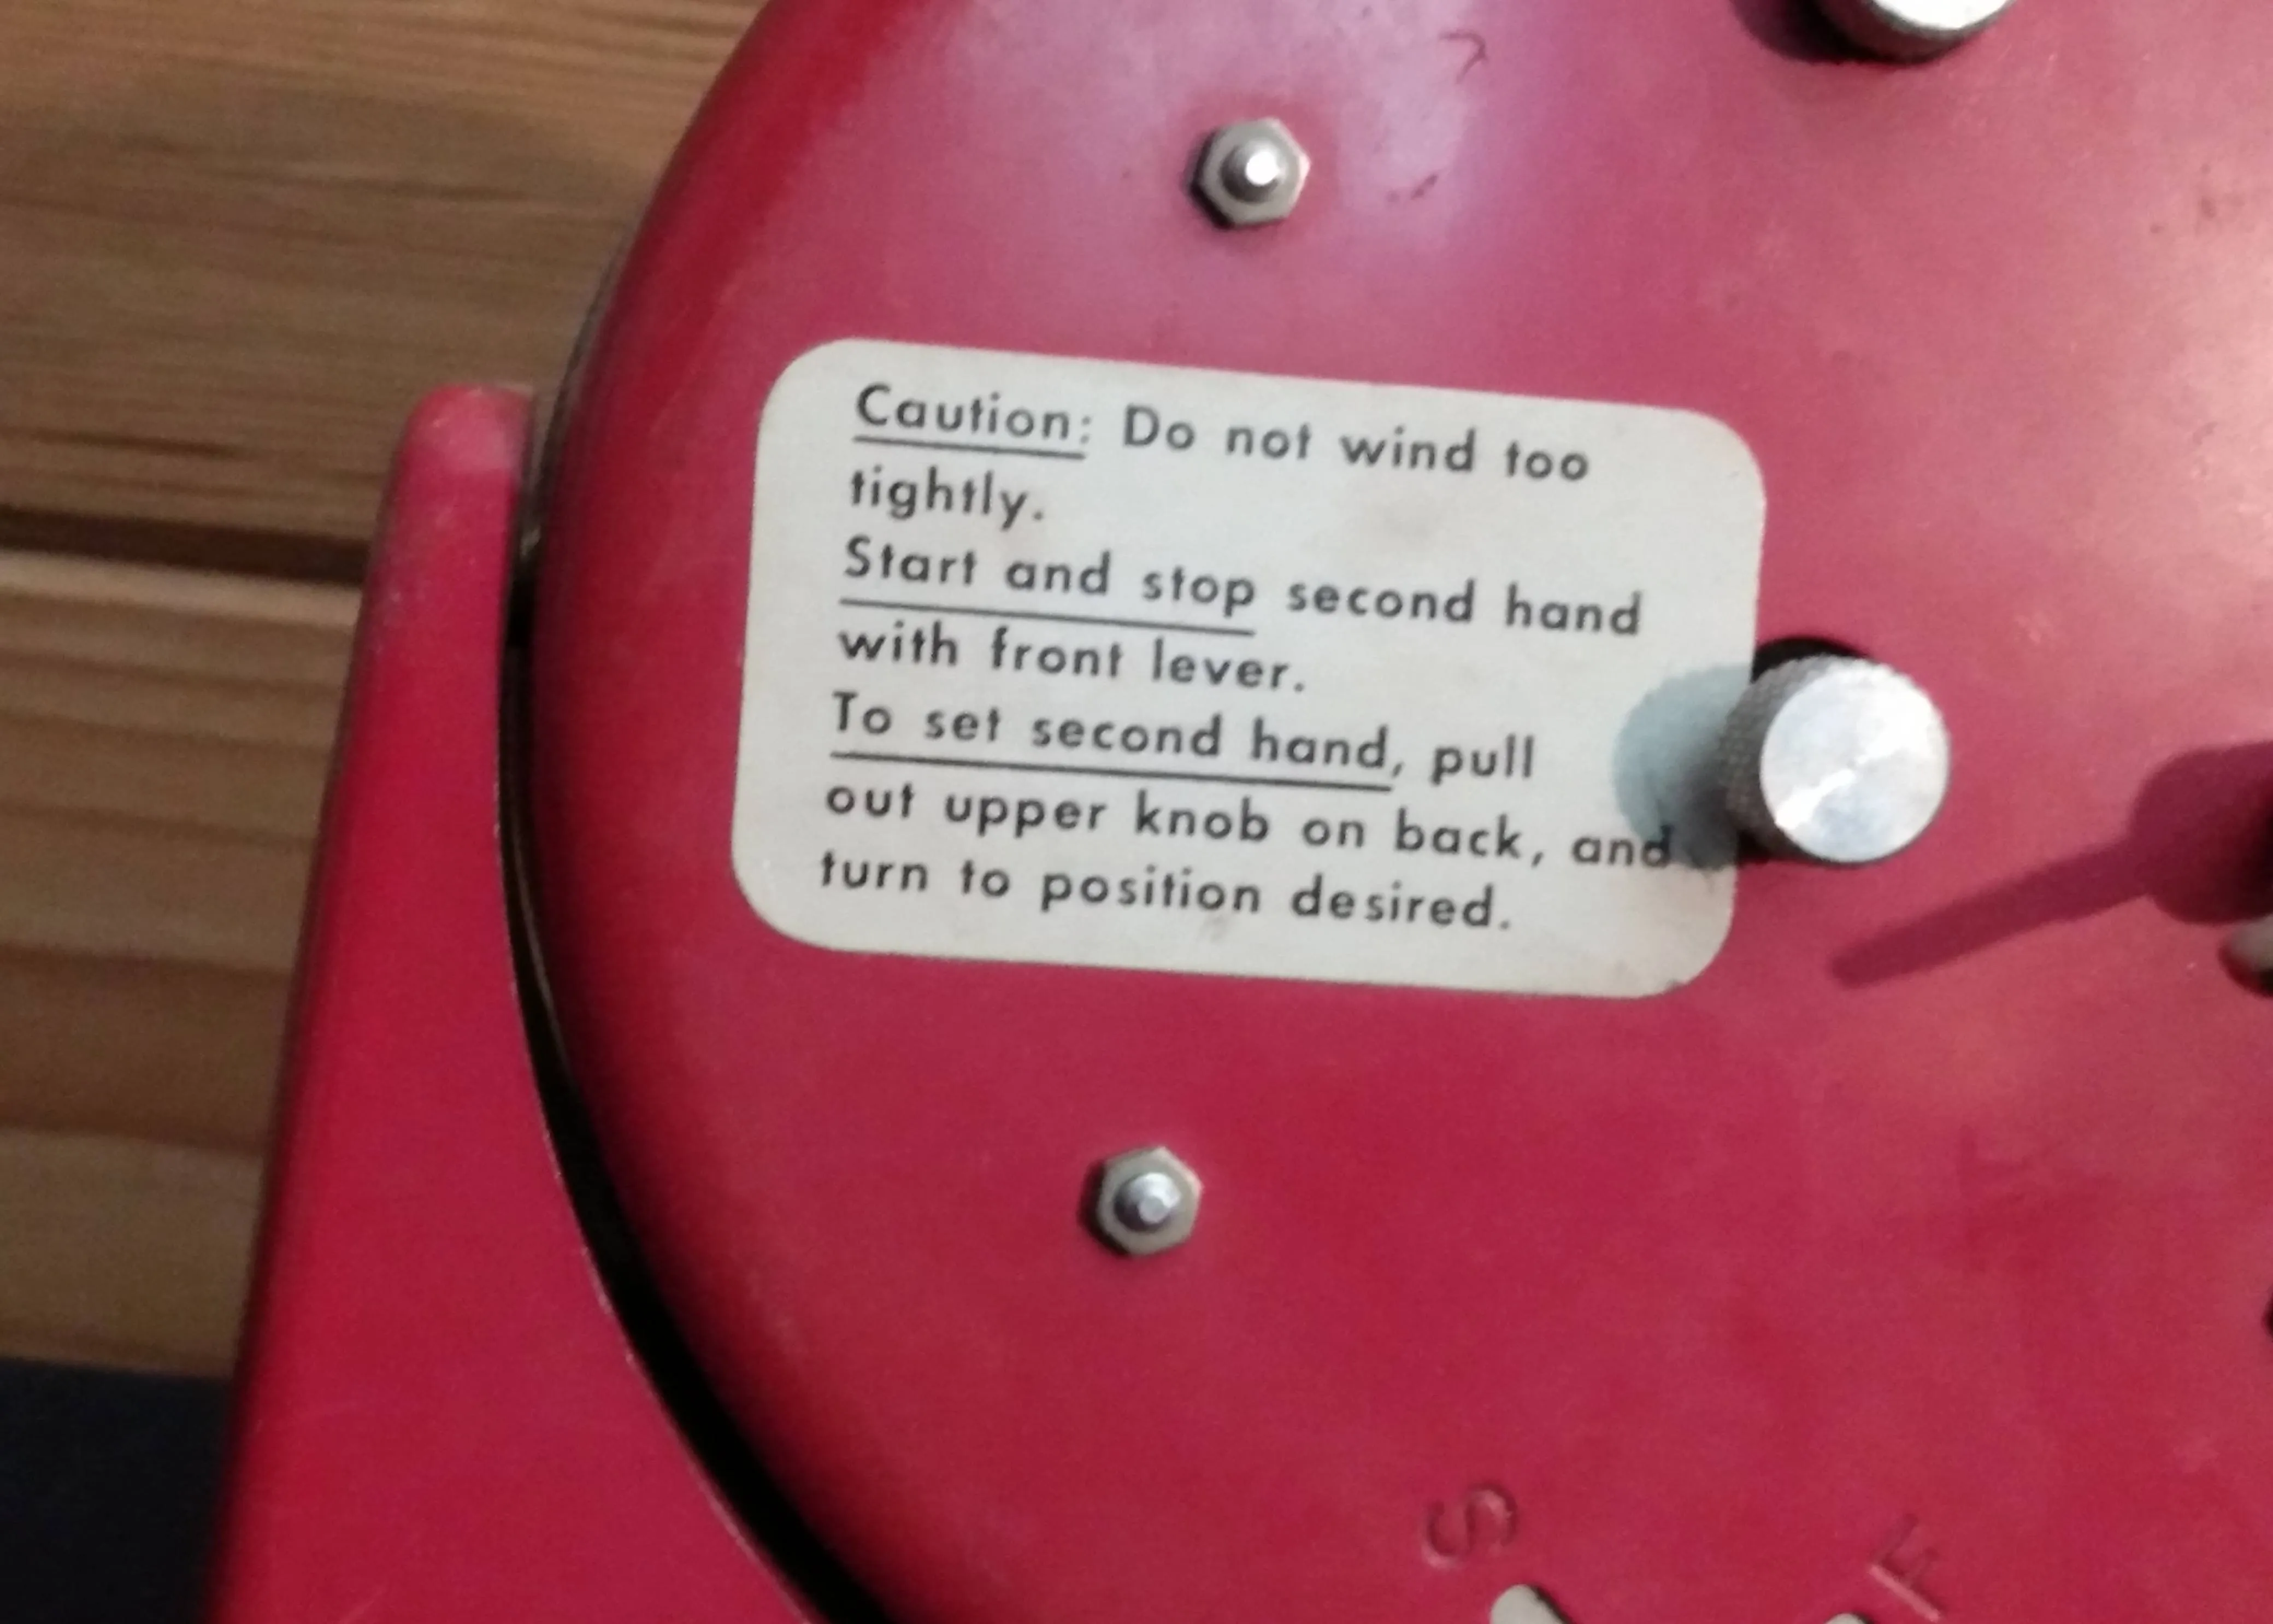 Caution: Do not wind too
tightly.
Start and stop second hand
with front lever.
To set second hand, pull
out upper knob on back, and
turn to position desired.
S F